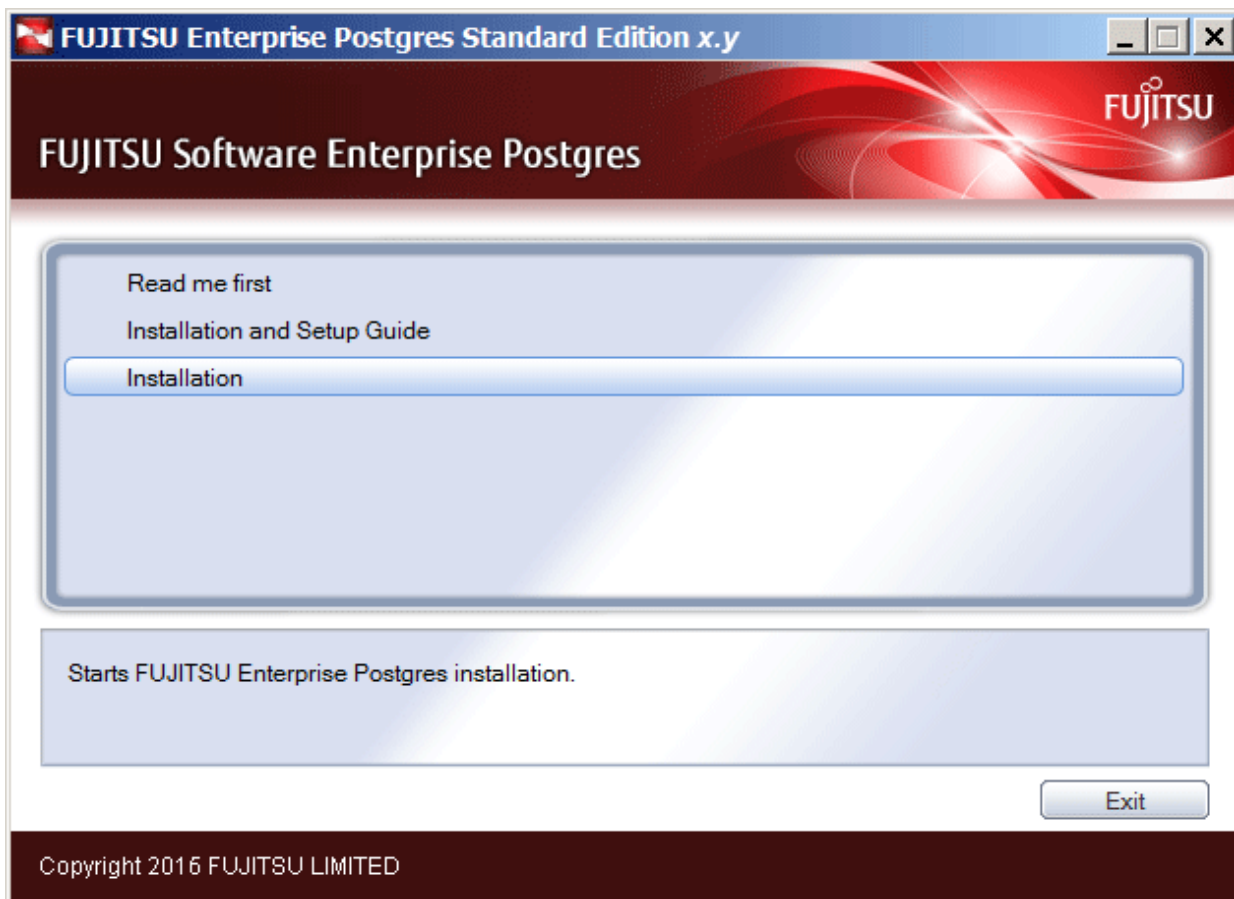 FUJITSU Enterprise Postgres Standard Edition x.y
FUJITSU
FUJITSU Software Enterprise Postgres
Read me first
Installation and Setup Guide
Installation
Starts FUJITSU Enterprise Postgres installation.
Exit
Copyright 2016 FUJITSU LIMITED